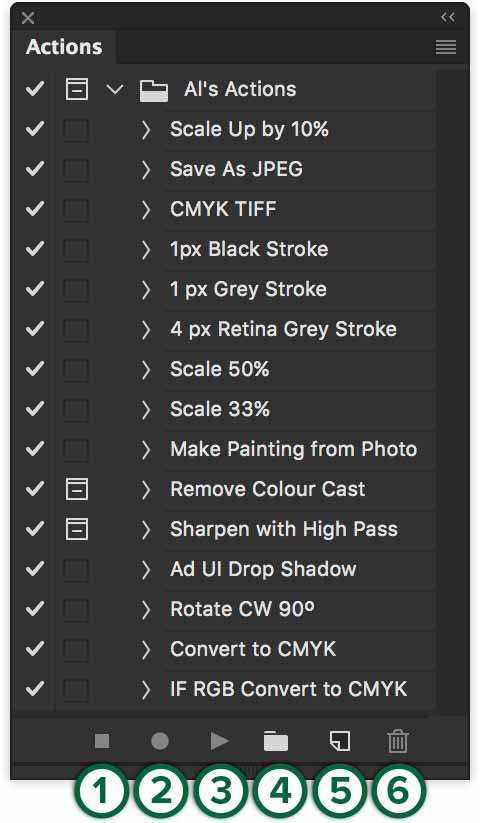 Actions
Al's Actions
Scale Up by 10%
Save As JPEG
CMYK TIFF
1px Black Stroke
1 px Grey Stroke
4 px Retina Grey Stroke
Scale 50%
Scale 33%
Make Painting from Photo
Remove Colour Cast
Sharpen with High Pass
Ad UI Drop Shadow
Rotate CW 90º
Convert to CMYK
IF RGB Convert to CMYK
1 2 3 4 5 6